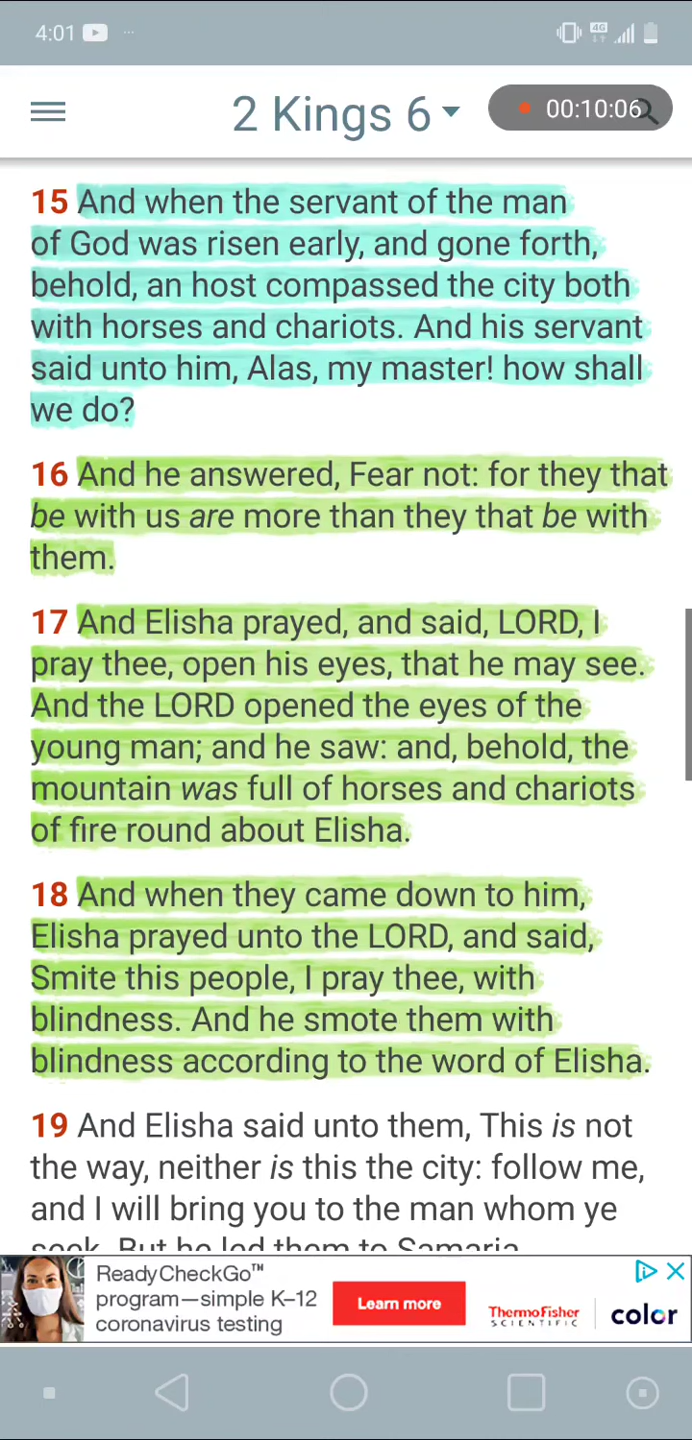 4:01
4G
2 Kings 6
00:10:06
15 And when the servant of the man
of God was risen early, and gone forth,
behold, an host compassed the city both
with horses and chariots. And his servant
said unto him, Alas, my master! how shall
we do?
16 And he answered, Fear not: for they that
be with us are more than they that be with
them.
17 And Elisha prayed, and said, LORD, I
pray thee, open his eyes, that he may see.
And the LORD opened the eyes of the
young man; and he saw: and, behold, the
mountain was full of horses and chariots
of fire round about Elisha.
18 And when they came down to him,
Elisha prayed unto the LORD, and said,
Smite this people, I pray thee, with
blindness. And he smote them with
blindness according to the word of Elisha.
19 And Elisha said unto them, This is not
the way, neither is this the city: follow me,
and I will bring you to the man whom ye
seek. But he led them to Samaria.
ReadyCheckGo™
program—simple K–12
coronavirus testing
Learn more
ThermoFisher
SCIENTIFIC
color